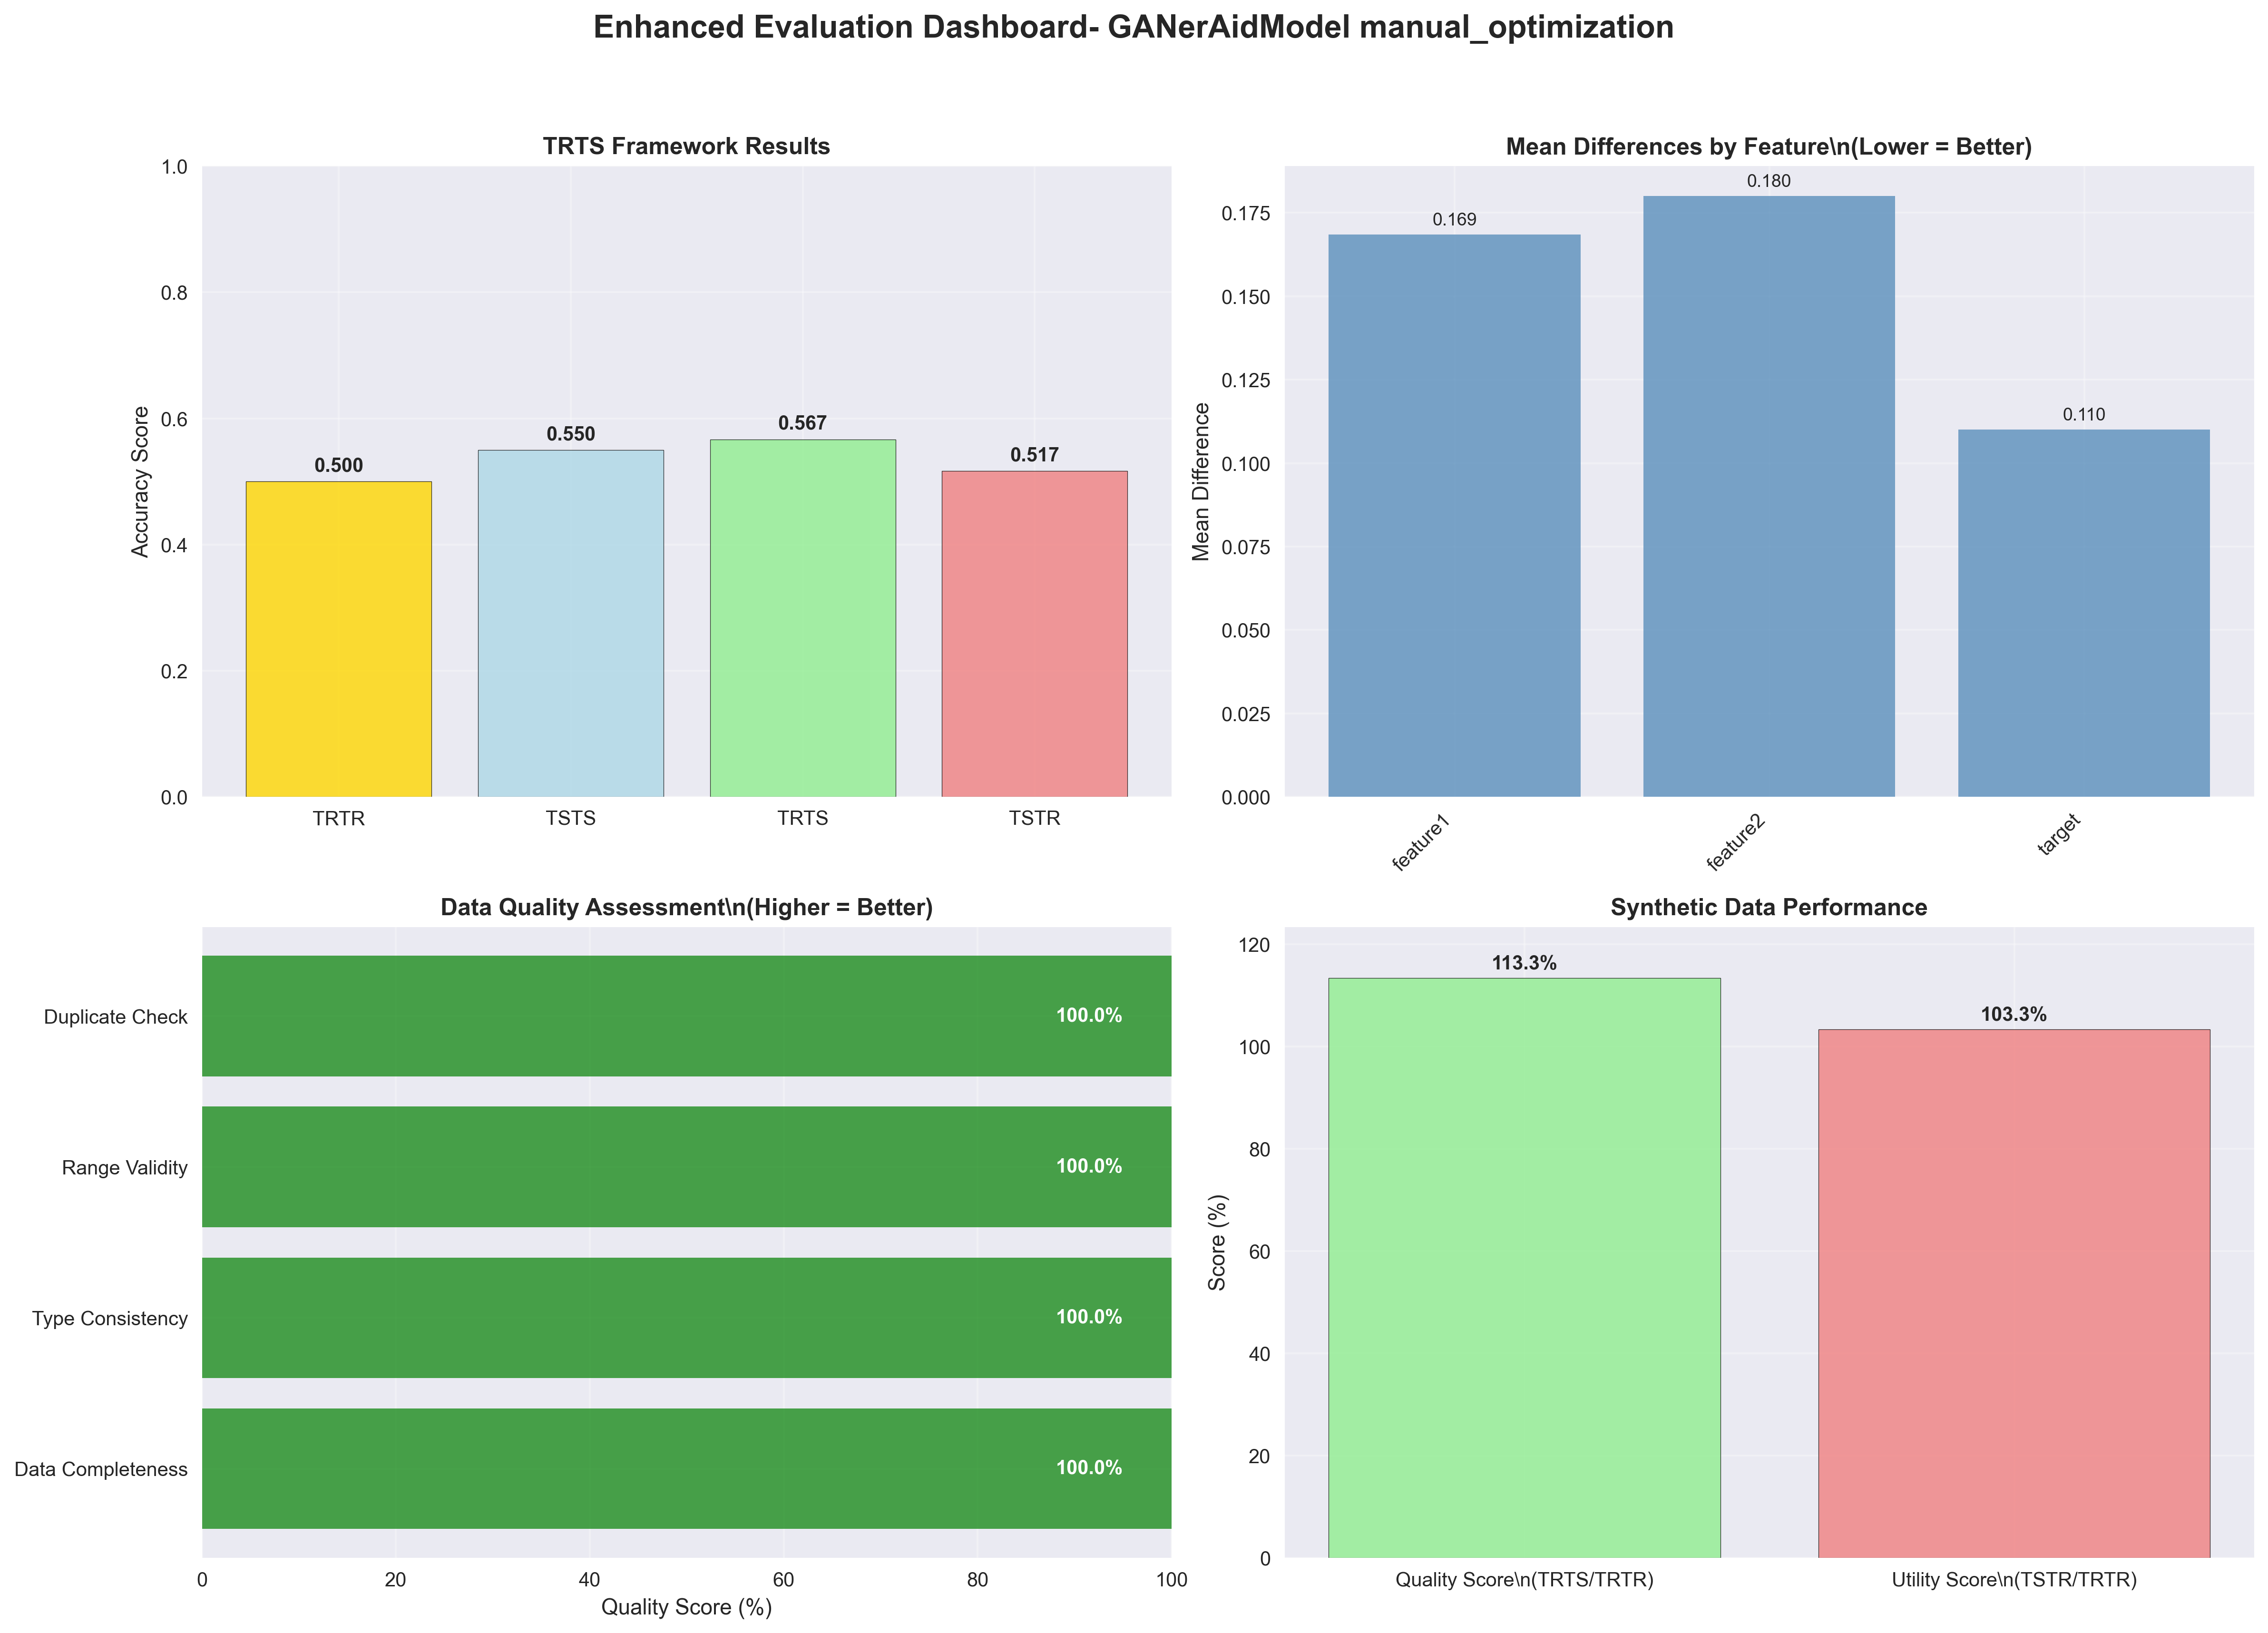 Enhanced Evaluation Dashboard- GANerAidModel manual_optimization
TRTS Framework Results
1.0
0.8
0.6
0.4
0.2
0.0
Accuracy Score
0.500
0.550
0.567
0.517
TRTR
TSTS
TRTS
TSTR
Mean Differences by Feature\n(Lower = Better)
0.175
0.150
0.125
0.100
0.075
0.050
0.025
0.000
Mean Difference
0.169
0.180
0.110
feature1
feature2
target
Data Quality Assessment\n(Higher = Better)
Duplicate Check
100.0%
Range Validity
100.0%
Type Consistency
100.0%
Data Completeness
100.0%
0
20
40
60
80
100
Quality Score (%)
Synthetic Data Performance
120
100
80
60
40
20
0
Score (%)
113.3%
103.3%
Quality Score\n(TRTS/TRTR)
Utility Score\n(TSTR/TRTR)